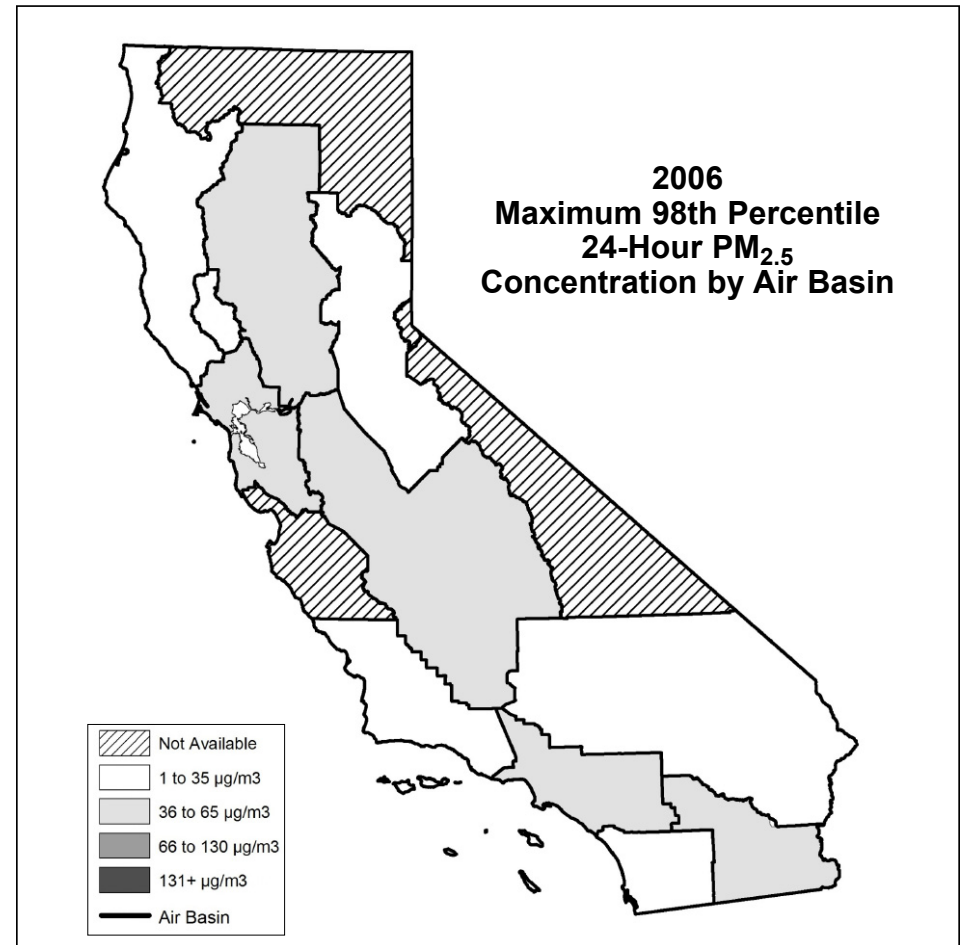 2006
Maximum 98th Percentile
24-Hour PM2.5
Concentration by Air Basin
Not Available
1 to 35 µg/m3
36 to 65 µg/m3
66 to 130 µg/m3
131+ µg/m3
Air Basin